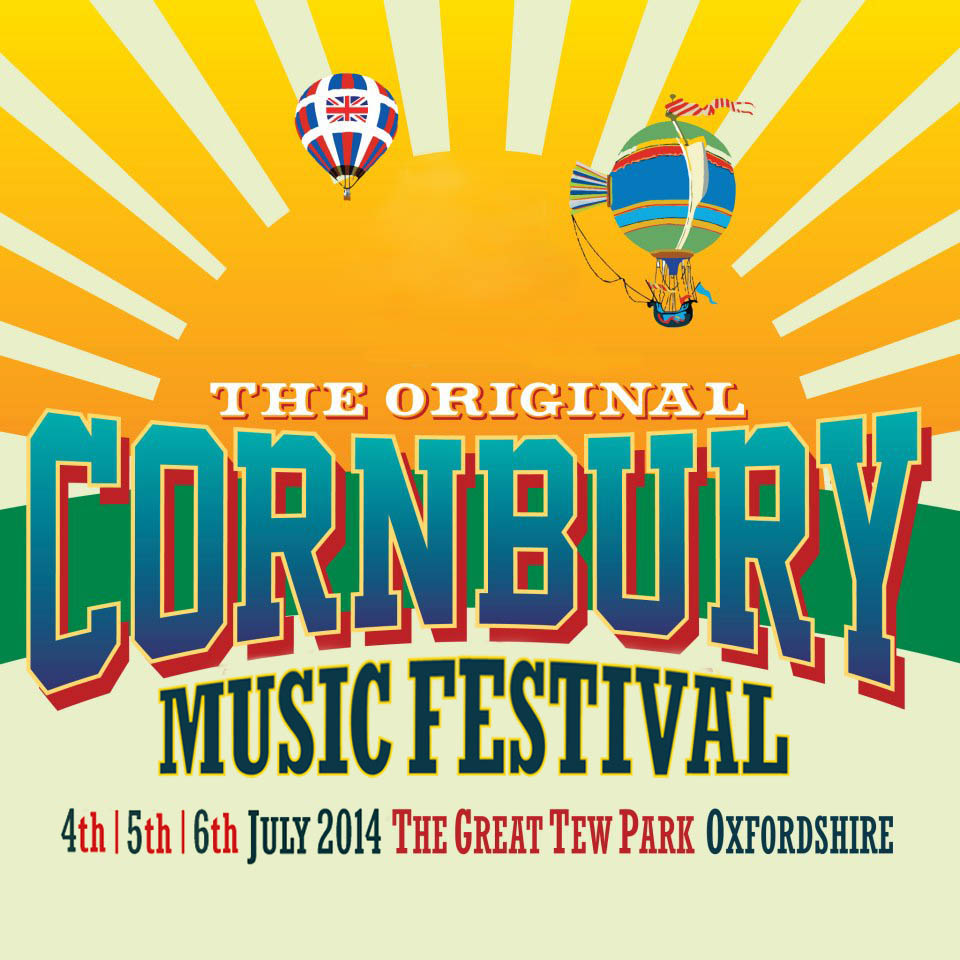 THE ORIGINAL
CORNBURY
MUSIC FESTIVAL
4th | 5th | 6th JULY 2014 THE GREAT TEW PARK OXFORDSHIRE